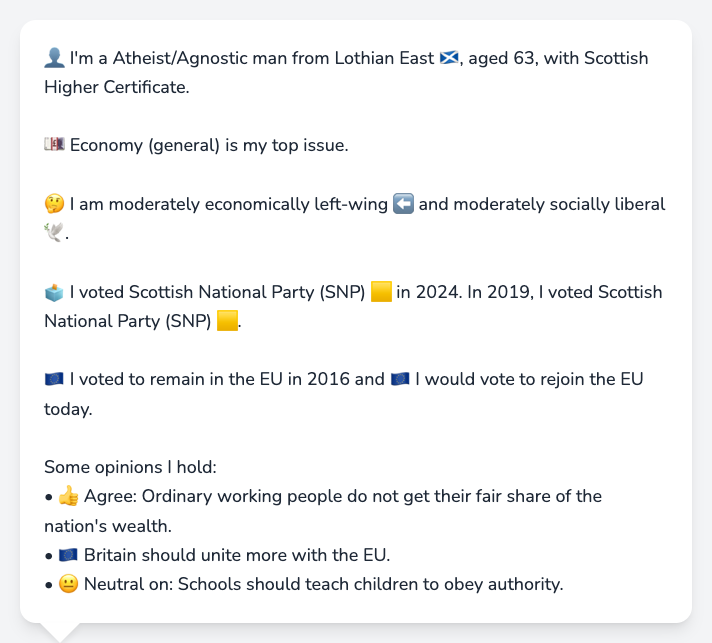 👤 I'm a Atheist/Agnostic man from Lothian East 🏴󠁧󠁢󠁳󠁣󠁴󠁿, aged 63, with Scottish
Higher Certificate.
💷 Economy (general) is my top issue.
🤔 I am moderately economically left-wing ⬅️ and moderately socially liberal
🕊️.
🗳️ I voted Scottish National Party (SNP) 🟨 in 2024. In 2019, I voted Scottish
National Party (SNP) 🟨.
🇪🇺 I voted to remain in the EU in 2016 and 🇪🇺 I would vote to rejoin the EU
today.
Some opinions I hold:
• 👍 Agree: Ordinary working people do not get their fair share of the
nation's wealth.
• 🇪🇺 Britain should unite more with the EU.
• 😐 Neutral on: Schools should teach children to obey authority.